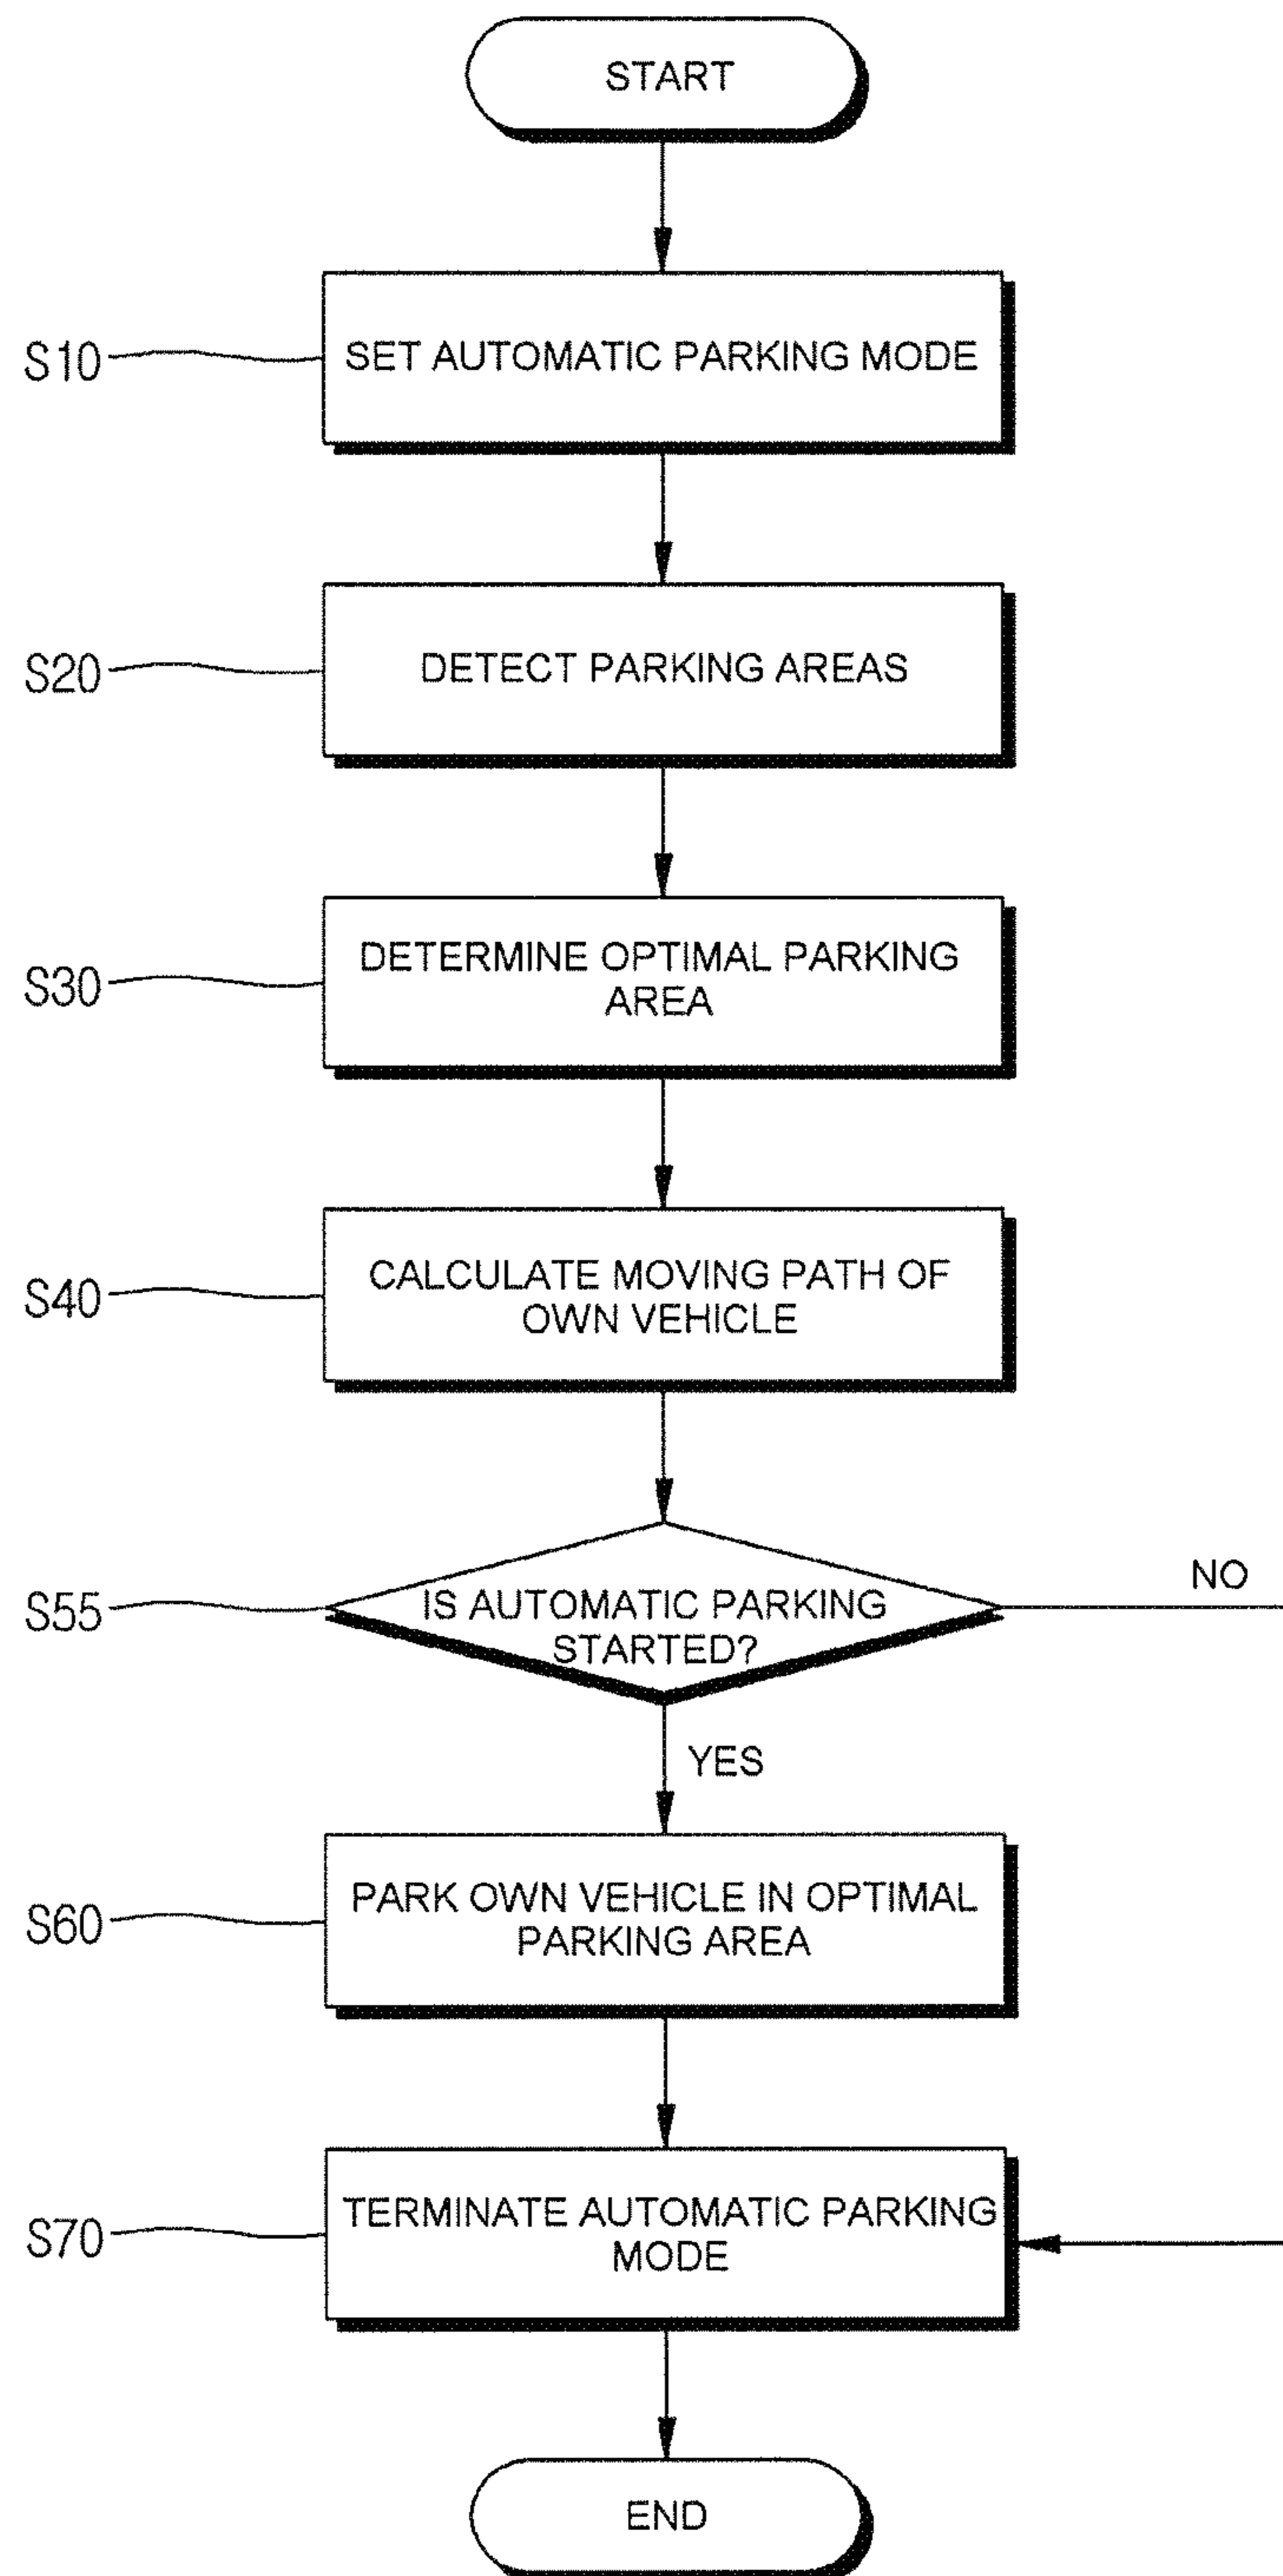 START
S10
SET AUTOMATIC PARKING MODE
S20
DETECT PARKING AREAS
S30
DETERMINE OPTIMAL PARKING
AREA
S40
CALCULATE MOVING PATH OF
OWN VEHICLE
S55
IS AUTOMATIC PARKING
STARTED?
NO
YES
S60
PARK OWN VEHICLE IN OPTIMAL
PARKING AREA
S70
TERMINATE AUTOMATIC PARKING
MODE
END